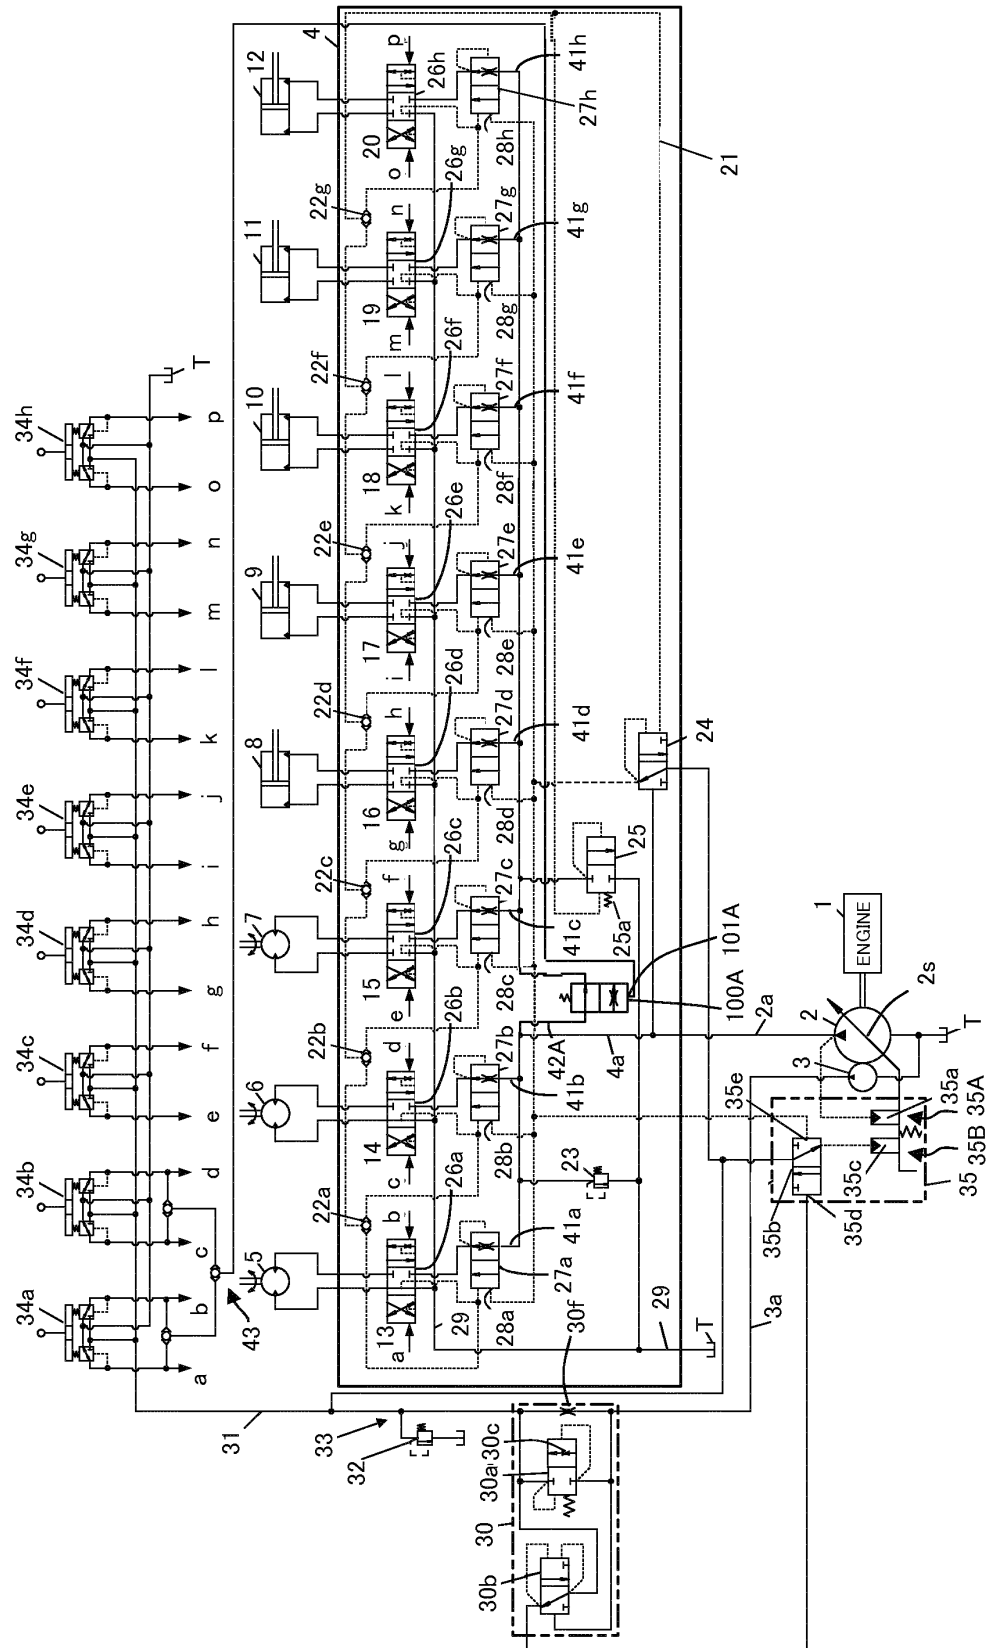 34a
34b
34c
34d
34e
34f
34g
34h
T
a
b
c
d
e
f
g
h
i
j
k
l
m
n
o
p
43
5
6
7
8
9
10
11
12
4
22a
22b
22c
22d
22e
22f
22g
a
13
b
c
14
d
e
15
f
g
16
h
i
17
j
k
18
l
m
19
n
o
20
p
26a
26b
26c
26d
26e
26f
26g
26h
29
28a
27a
28b
27b
28c
27c
28d
27d
28e
27e
28f
27f
28g
27g
28h
27h
41a
41b
41c
41d
41e
41f
41g
41h
30f
23
42A
4a
100A
101A
25a
25
24
21
29
T
31
33
32
30
30a
30c
30b
3a
2a
35e
35b
35d
35c
35
35B
35A
35a
3
2
2s
T
1
ENGINE